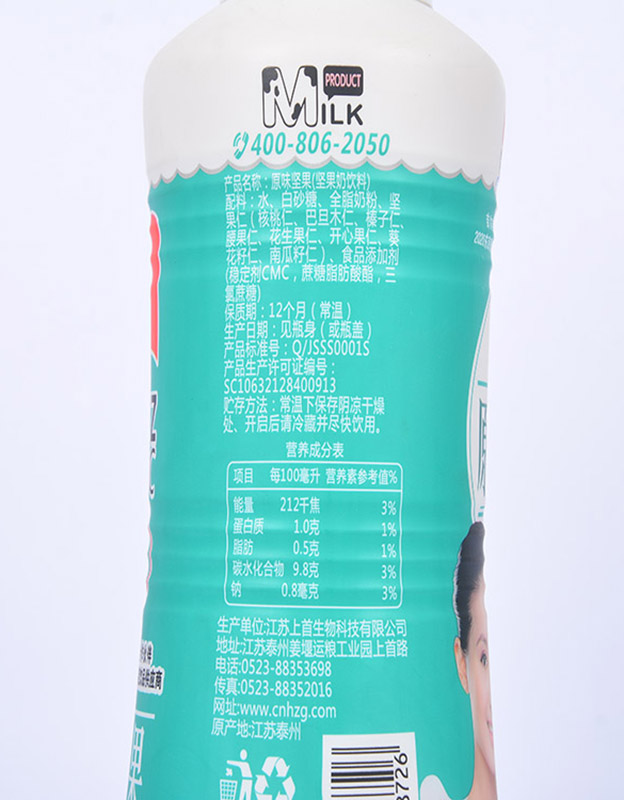 PRODUCT
MILK
400-806-2050
产品名称：原味坚果(坚果奶饮料)
配料：水、白砂糖、全脂奶粉、坚
果仁（核桃仁、巴旦木仁、榛子仁、
腰果仁、花生果仁、开心果仁、葵
花籽仁、南瓜籽仁）、食品添加剂
(稳定剂CMC，蔗糖脂肪酸酯，三
氯蔗糖)
保质期：12个月（常温）
生产日期：见瓶身（或瓶盖）
产品标准号：Q/JSSS0001S
产品生产许可证编号：
SC10632128400913
贮存方法：常温下保存阴凉干燥
处、开启后请冷藏并尽快饮用。
营养成分表
项目 每100毫升 营养素参考值%
能量 212千焦 3%
蛋白质 1.0克 1%
脂肪 0.5克 1%
碳水化合物 9.8克 3%
钠 0.8毫克 3%
生产单位:江苏上首生物科技有限公司
地址:江苏泰州姜堰运粮工业园上首路
电话:0523-88353698
传真:0523-88352016
网址:www.cnhzg.com
原产地:江苏泰州
8726